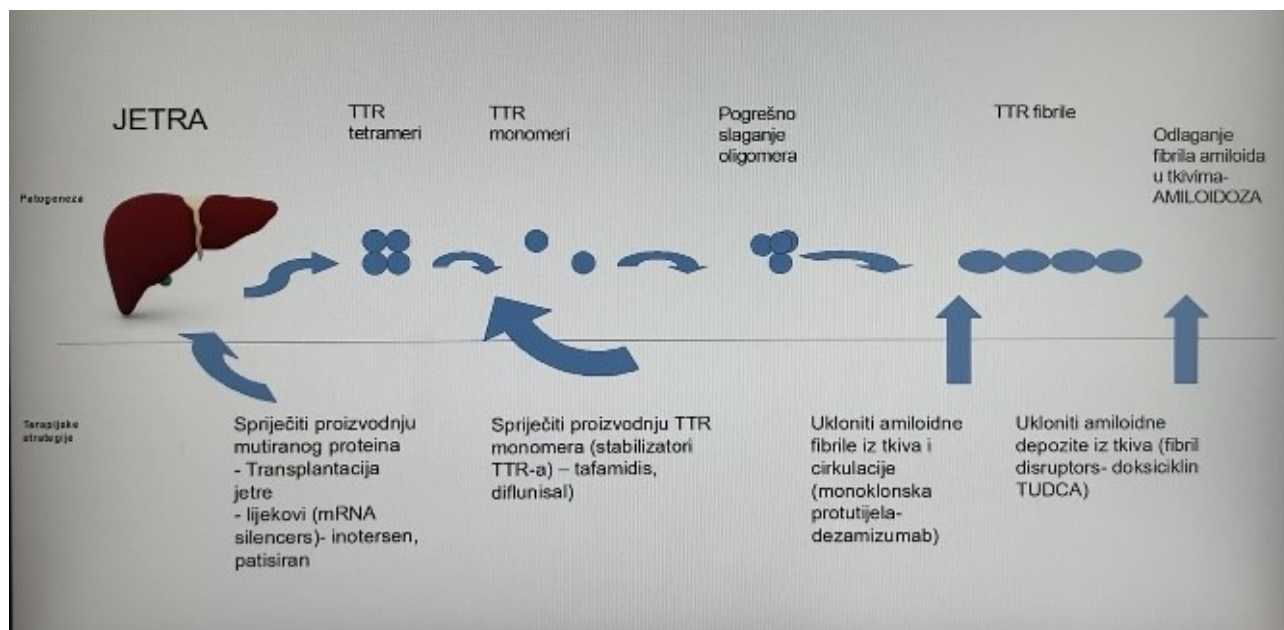 JETRA
TTR
tetrameri
TTR
monomeri
Pogrešno
slaganje
oligomera
TTR fibrile
Odlaganje
fibrila amiloida
u tkivima-
AMILOIDOZA
Patogeneza
Terapijske
strategije
Spriječiti proizvodnju
mutiranog proteina
- Transplantacija
jetre
- lijekovi (mRNA
silencers)- inotersen,
patisiran
Spriječiti proizvodnju TTR
monomera (stabilizatori
TTR-a) – tafamidis,
diflunisal)
Ukloniti amiloidne
fibrile iz tkiva i
cirkulacije
(monoklonska
protutijela-
dezamizumab)
Ukloniti amiloidne
depozite iz tkiva (fibril
disruptors- doksiciklin
TUDCA)